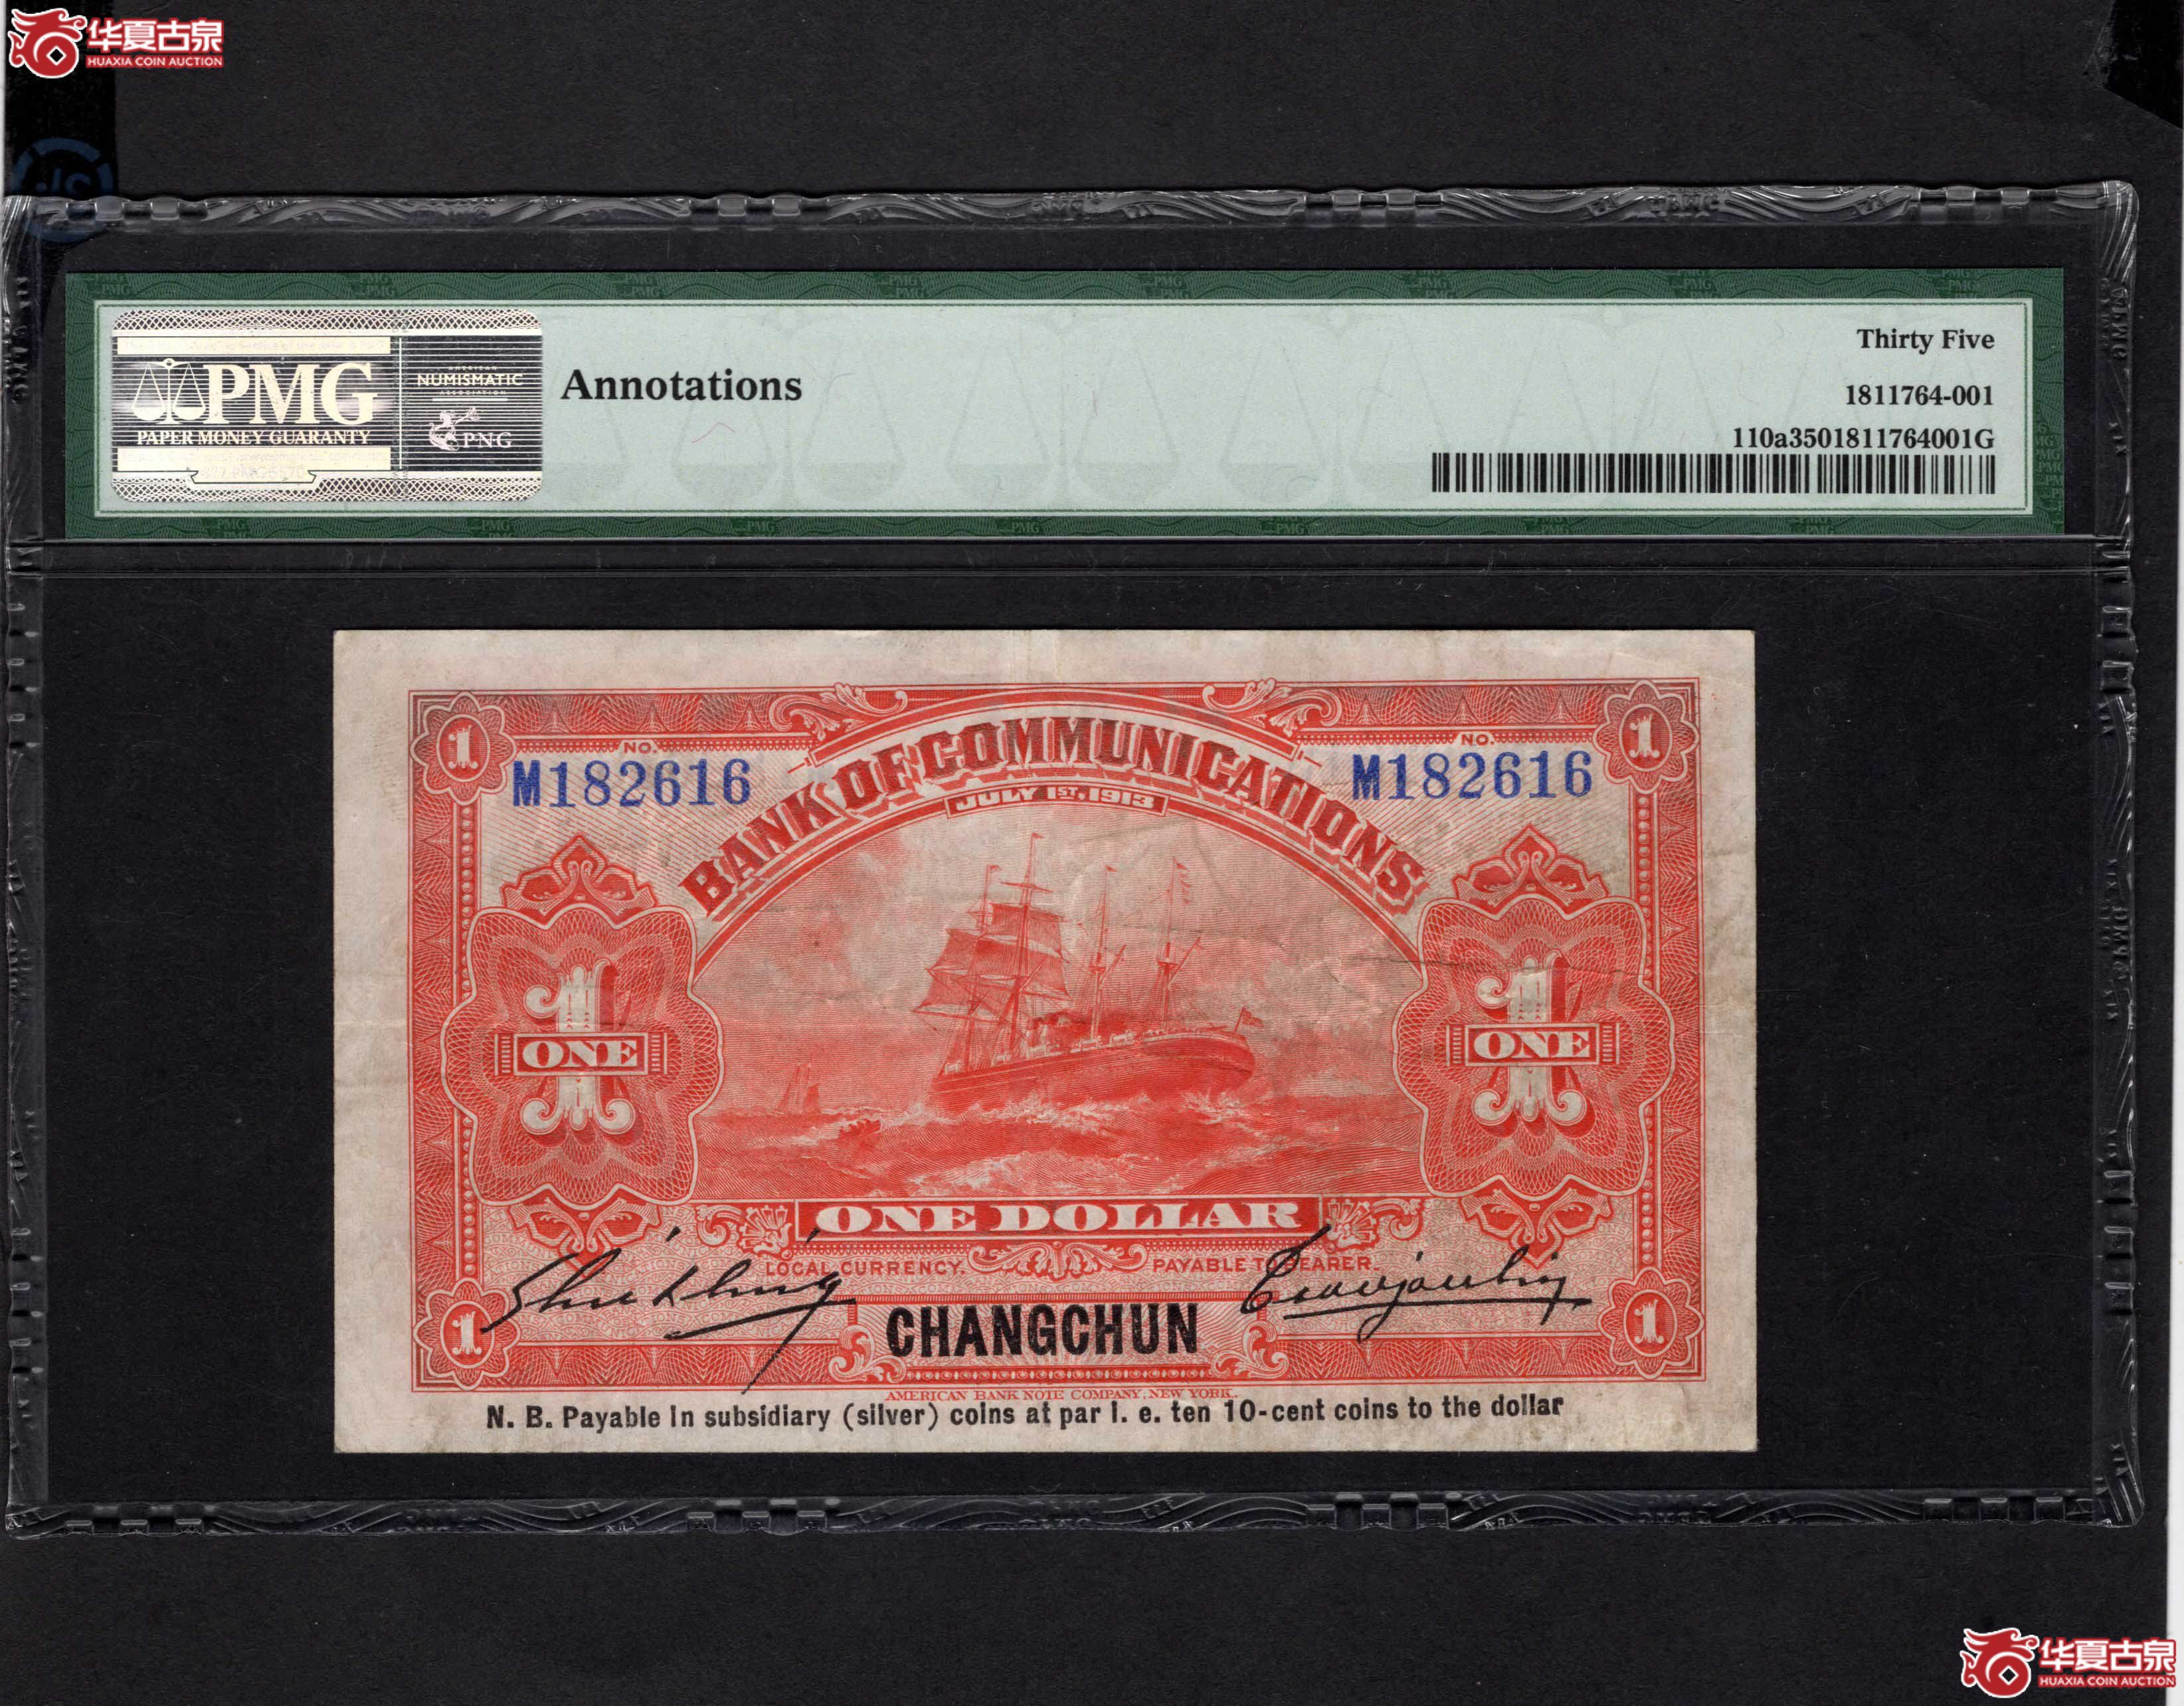 华夏古泉
HUAXIA COIN AUCTION
PMG
PAPER MONEY GUARANTY
AMERICAN
NUMISMATIC
ASSOCIATION
PNG
Annotations
Thirty Five
1811764-001
110a3501811764001G
1
NO.
M182616
BANK OF COMMUNICATIONS
JULY 1ST, 1913
NO.
M182616
1
1
ONE
1
ONE
ONE DOLLAR
LOCAL CURRENCY.
PAYABLE TO BEARER.
1
CHANGCHUN
1
AMERICAN BANK NOTE COMPANY, NEW YORK.
N. B. Payable in subsidiary (silver) coins at par i. e. ten 10-cent coins to the dollar
华夏古泉
HUAXIA COIN AUCTION